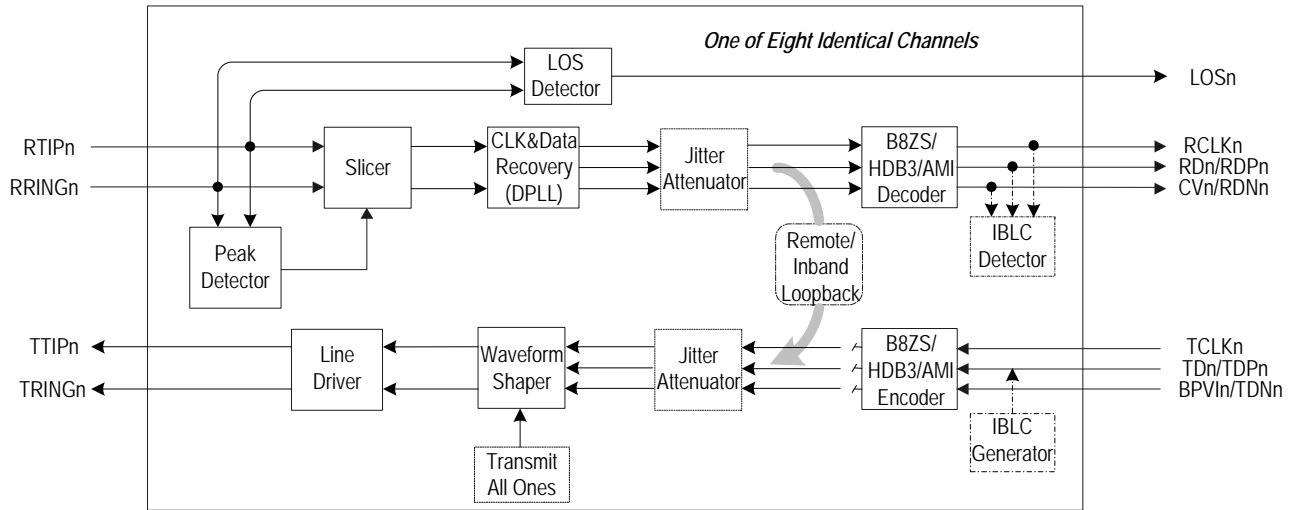 One of Eight Identical Channels
LOS
Detector
LOSn
RTIPn
RRINGn
Slicer
CLK&Data
Recovery
(DPLL)
Jitter
Attenuator
B8ZS/
HDB3/AMI
Decoder
RCLKn
RDn/RDPn
CVn/RDNn
Peak
Detector
Remote/
Inband
Loopback
IBLC
Detector
TTIPn
TRINGn
Line
Driver
Waveform
Shaper
Jitter
Attenuator
B8ZS/
HDB3/AMI
Encoder
TCLKn
TDn/TDPn
BPVIn/TDNn
Transmit
All Ones
IBLC
Generator